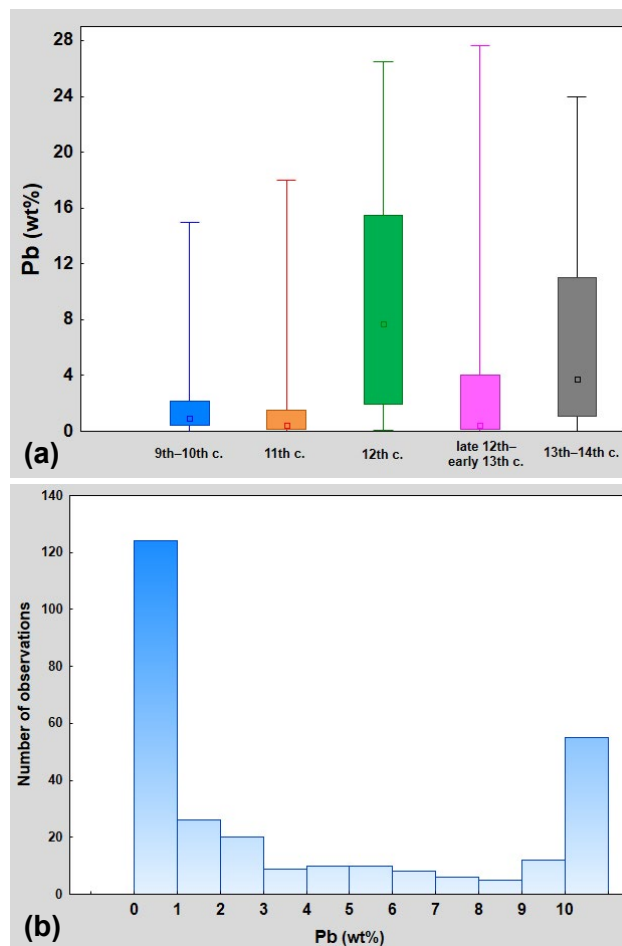 28
24
20
16
12
8
4
0
Pb (wt%)
(a)
9th–10th c.
11th c.
12th c.
late 12th–
early 13th c.
13th–14th c.
140
120
100
80
60
40
20
0
Number of observations
(b)
0 1 2 3 4 5 6 7 8 9 10
Pb (wt%)